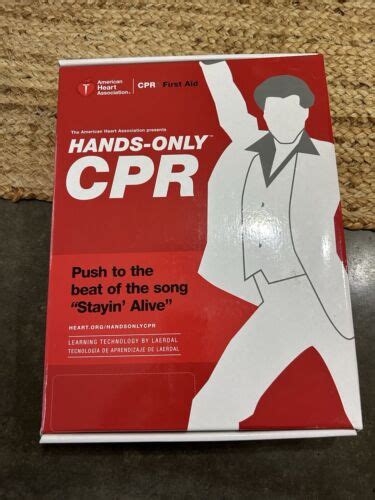 American
Heart
Association®
CPR First Aid
The American Heart Association presents
HANDS-ONLY™
CPR
Push to the
beat of the song
"Stayin' Alive"
HEART.ORG/HANDSONLYCPR
LEARNING TECHNOLOGY BY LAERDAL
TECNOLOGÍA DE APRENDIZAJE DE LAERDAL